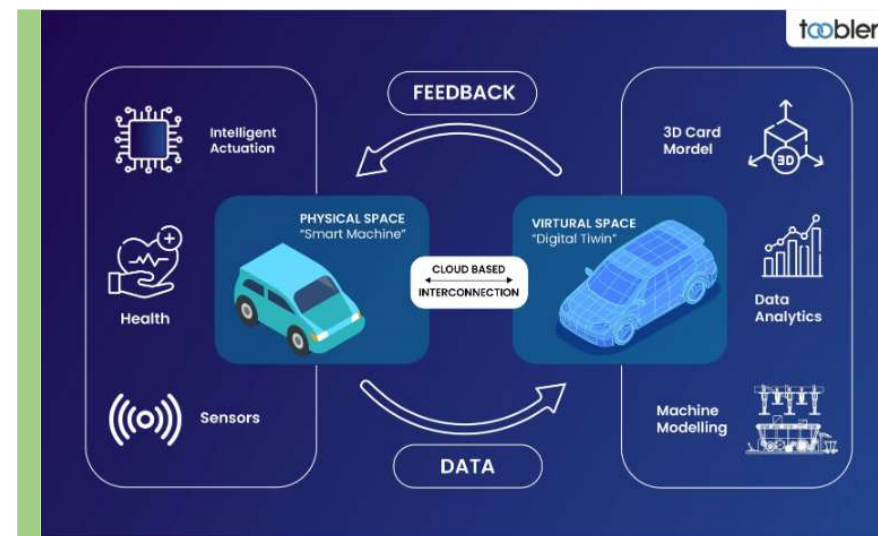 toobler
FEEDBACK
Intelligent
Actuation
3D Card
Mordel
3D
PHYSICAL SPACE
“Smart Machine”
VIRTURAL SPACE
“Digital Tiwin”
CLOUD BASED
INTERCONNECTION
Health
Data
Analytics
Sensors
Machine
Modelling
DATA